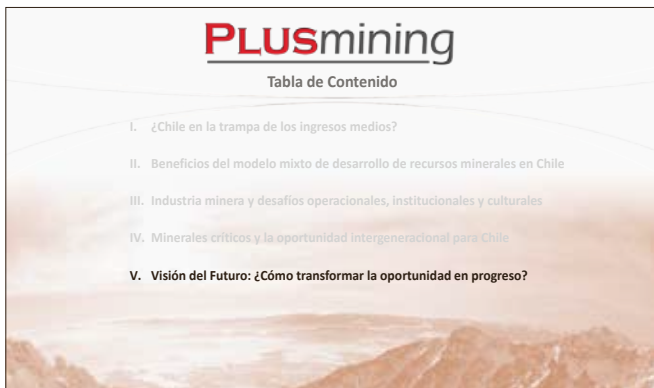 PLUSmining
Tabla de Contenido
I. ¿Chile en la trampa de los ingresos medios?
II. Beneficios del modelo mixto de desarrollo de recursos minerales en Chile
III. Industria minera y desafíos operacionales, institucionales y culturales
IV. Minerales críticos y la oportunidad intergeneracional para Chile
V. Visión del Futuro: ¿Cómo transformar la oportunidad en progreso?